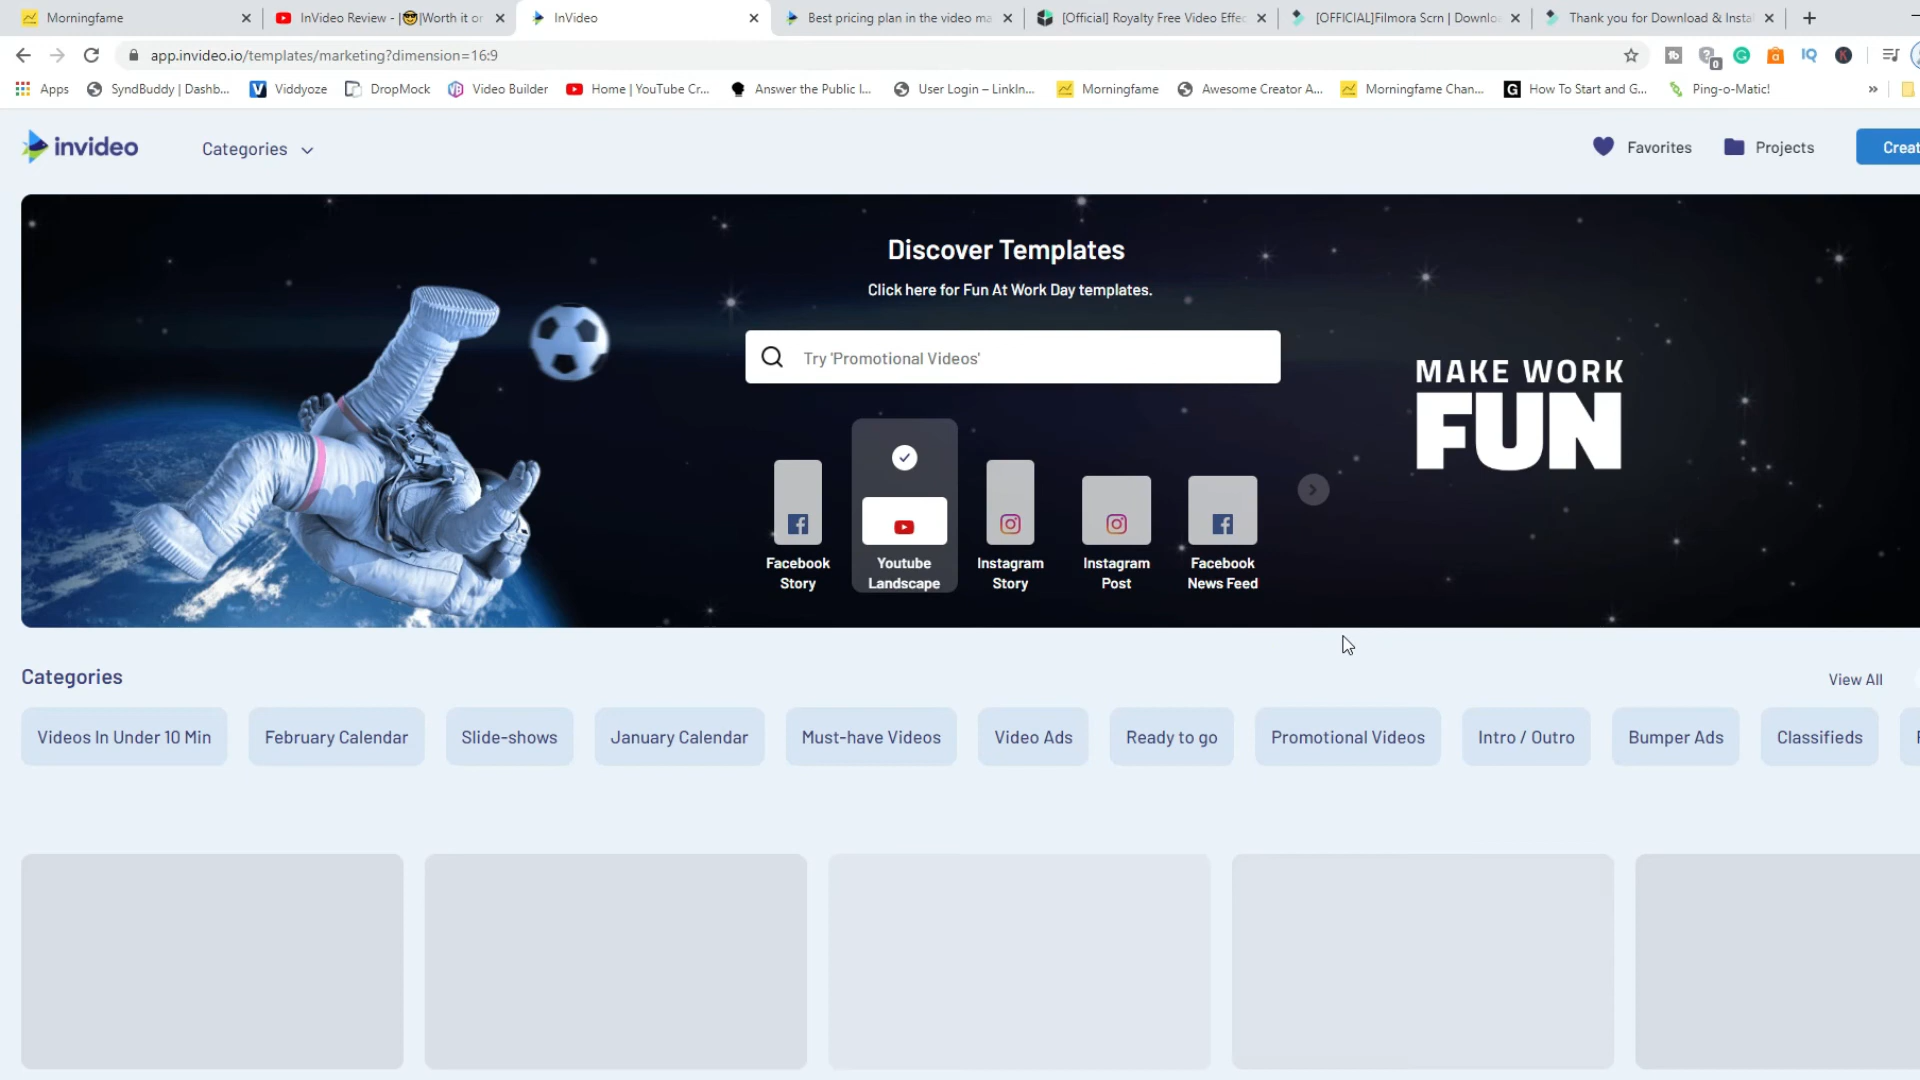 Morningfame
InVideo Review - |😎|Worth it or
InVideo
Best pricing plan in the video ma
[Official] Royalty Free Video Effec
[OFFICIAL]Filmora Scrn | Downlo
Thank you for Download & Insta
app.invideo.io/templates/marketing?dimension=16:9
Apps
SyndBuddy | Dashb...
Viddyoze
DropMock
Video Builder
Home | YouTube Cr...
Answer the Public I...
User Login – LinkIn...
Morningfame
Awesome Creator A...
Morningfame Chan...
How To Start and G...
Ping-o-Matic!
invideo
Categories
Favorites
Projects
Creat
Discover Templates
Click here for Fun At Work Day templates.
Try 'Promotional Videos'
MAKE WORK
FUN
Facebook
Story
Youtube
Landscape
Instagram
Story
Instagram
Post
Facebook
News Feed
Categories
View All
Videos In Under 10 Min
February Calendar
Slide-shows
January Calendar
Must-have Videos
Video Ads
Ready to go
Promotional Videos
Intro / Outro
Bumper Ads
Classifieds